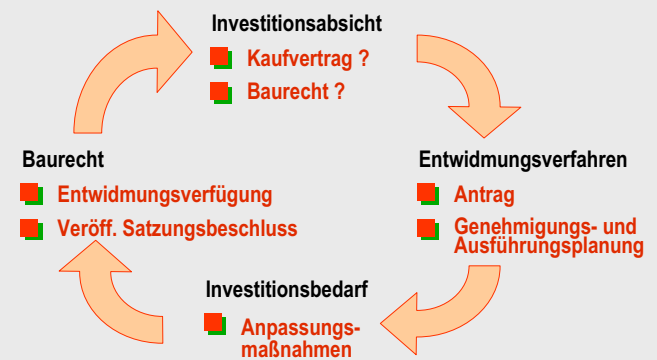 Investitionsabsicht
Kaufvertrag ?
Baurecht ?
Entwidmungsverfahren
Antrag
Genehmigungs- und
Ausführungsplanung
Investitionsbedarf
Anpassungs-
maßnahmen
Baurecht
Entwidmungsverfügung
Veröff. Satzungsbeschluss